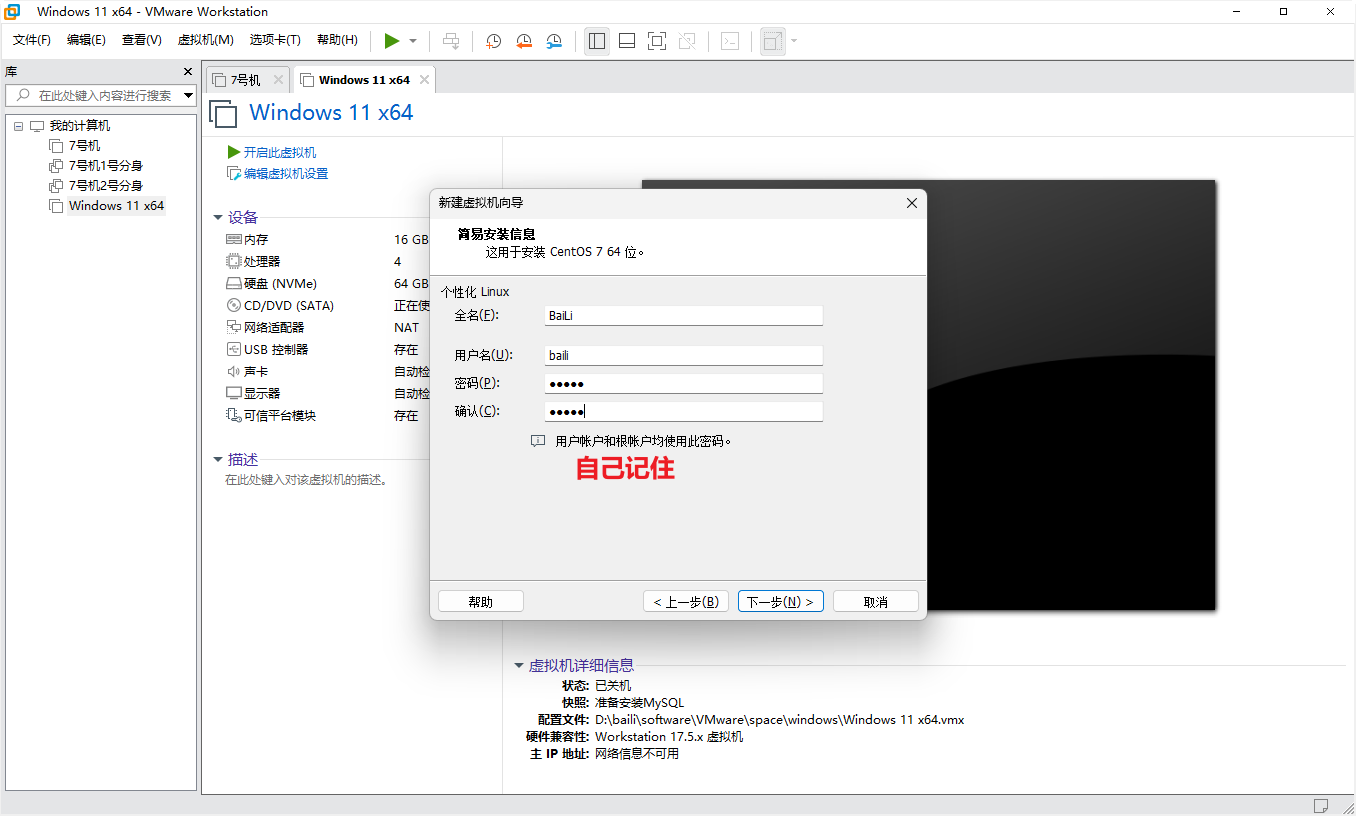 Windows 11 x64 - VMware Workstation
文件(F) 编辑(E) 查看(V) 虚拟机(M) 选项卡(T) 帮助(H)
库
在此处键入内容进行搜索
我的计算机
7号机
7号机1号分身
7号机2号分身
Windows 11 x64
7号机 Windows 11 x64
Windows 11 x64
开启此虚拟机
编辑虚拟机设置
设备
内存 16 GB
处理器 4
硬盘 (NVMe) 64 GB
CD/DVD (SATA) 正在使
网络适配器 NAT
USB 控制器 存在
声卡 自动检
显示器 自动检
可信平台模块 存在
描述
在此处键入对该虚拟机的描述。
新建虚拟机向导
简易安装信息
这用于安装 CentOS 7 64 位。
个性化 Linux
全名(F): BaiLi
用户名(U): baili
密码(P): ●●●●●
确认(C): ●●●●●
用户帐户和根帐户均使用此密码。
自己记住
帮助 < 上一步(B) 下一步(N) > 取消
虚拟机详细信息
状态: 已关机
快照: 准备安装MySQL
配置文件: D:\baili\software\VMware\space\windows\Windows 11 x64.vmx
硬件兼容性: Workstation 17.5.x 虚拟机
主 IP 地址: 网络信息不可用